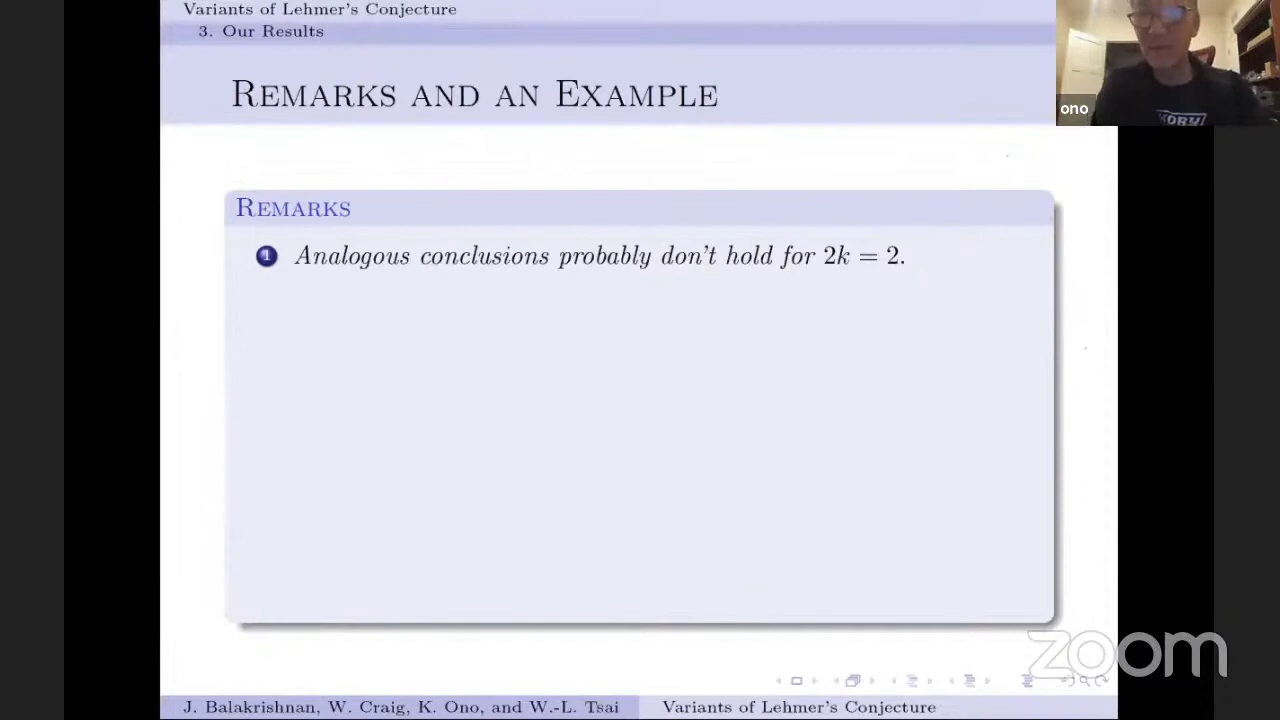 Variants of Lehmer's Conjecture
3. Our Results
REMARKS AND AN EXAMPLE
ono
REMARKS
1 Analogous conclusions probably don't hold for 2k = 2.
zoom
J. Balakrishnan, W. Craig, K. Ono, and W.-L. Tsai
Variants of Lehmer's Conjecture